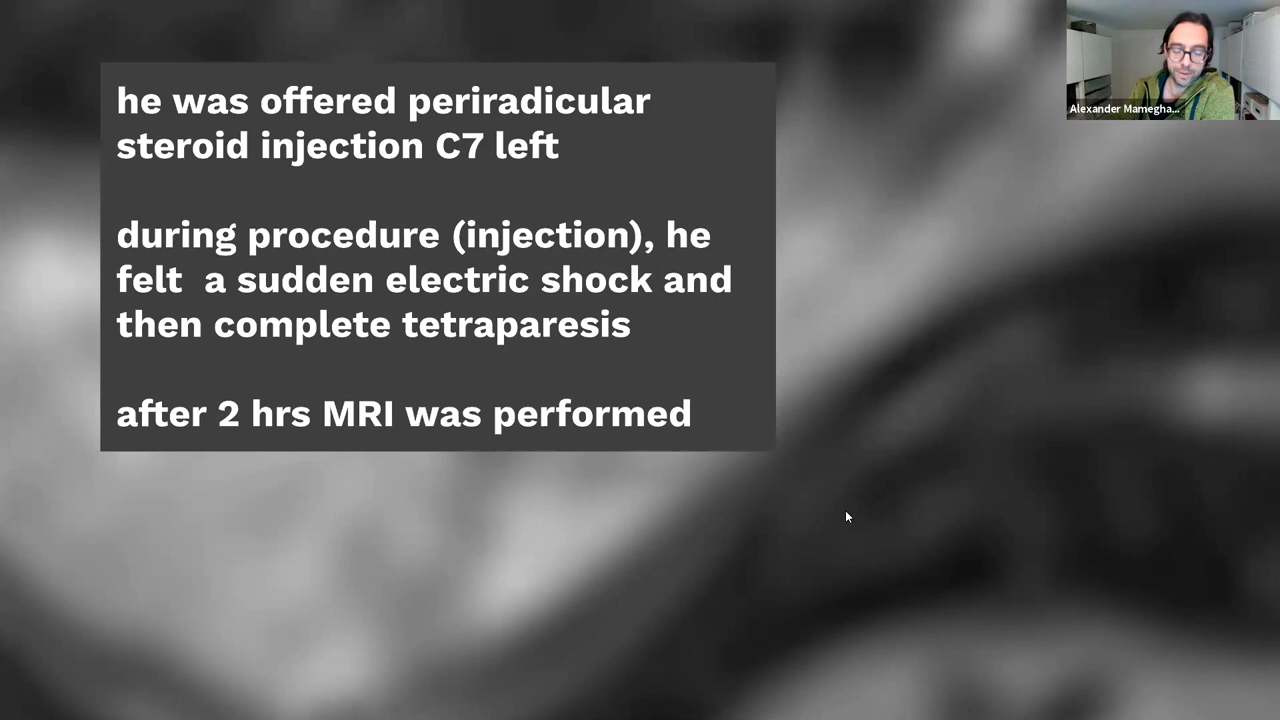 he was offered periradicular
steroid injection C7 left
during procedure (injection), he
felt  a sudden electric shock and
then complete tetraparesis
after 2 hrs MRI was performed
Alexander Mamegha...